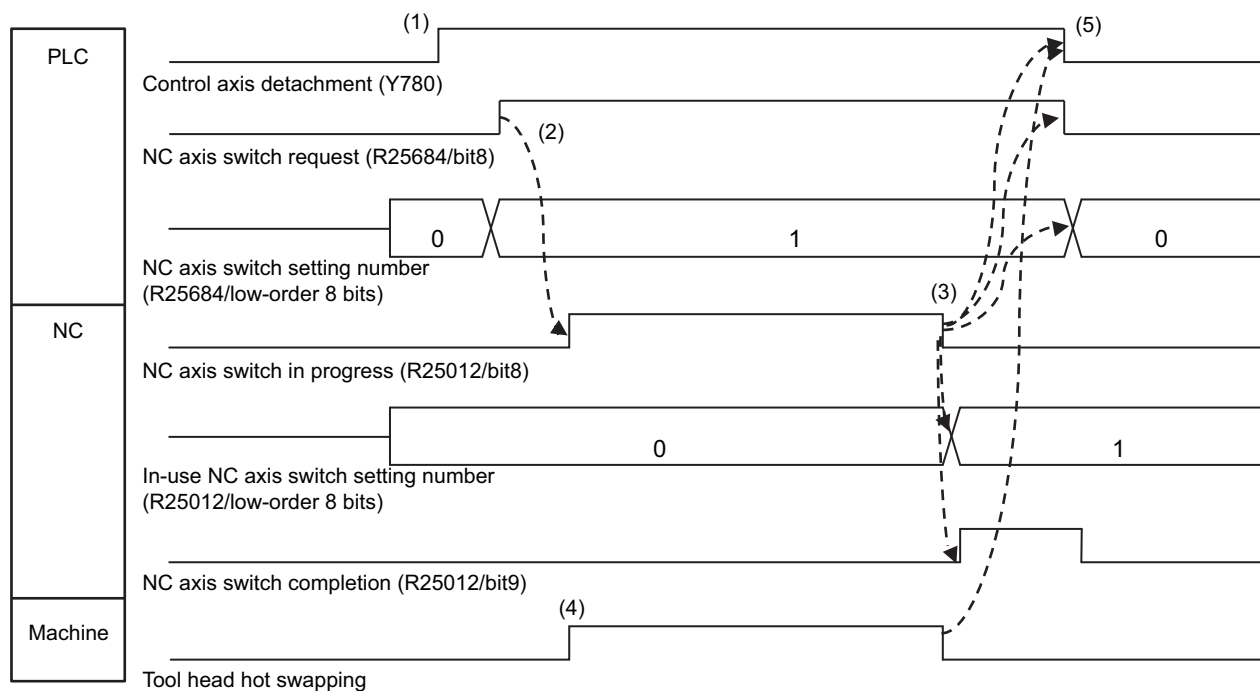 (1)
(5)
PLC
Control axis detachment (Y780)
(2)
NC axis switch request (R25684/bit8)
0
1
0
NC axis switch setting number
(R25684/low-order 8 bits)
(3)
NC
NC axis switch in progress (R25012/bit8)
0
1
In-use NC axis switch setting number
(R25012/low-order 8 bits)
NC axis switch completion (R25012/bit9)
(4)
Machine
Tool head hot swapping